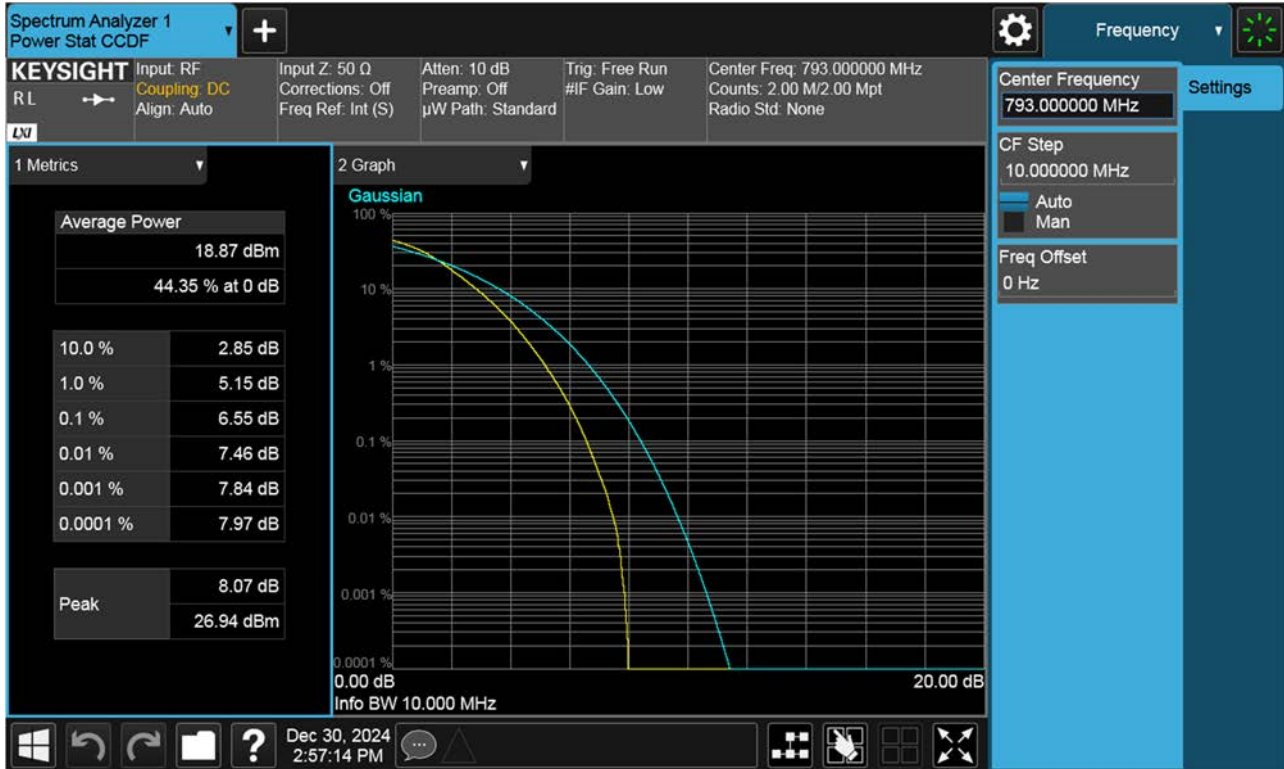 Spectrum Analyzer 1
Power Stat CCDF
Frequency
KEYSIGHT
R L
LXI
Input: RF
Coupling: DC
Align: Auto
Input Z: 50 Ω
Corrections: Off
Freq Ref: Int (S)
Atten: 10 dB
Preamp: Off
µW Path: Standard
Trig: Free Run
#IF Gain: Low
Center Freq: 793.000000 MHz
Counts: 2.00 M/2.00 Mpt
Radio Std: None
Center Frequency
793.000000 MHz
Settings
CF Step
10.000000 MHz
Auto
Man
Freq Offset
0 Hz
1 Metrics
Average Power
18.87 dBm
44.35 % at 0 dB
10.0 % 2.85 dB
1.0 % 5.15 dB
0.1 % 6.55 dB
0.01 % 7.46 dB
0.001 % 7.84 dB
0.0001 % 7.97 dB
Peak
8.07 dB
26.94 dBm
2 Graph
Gaussian
100 %
10 %
1 %
0.1 %
0.01 %
0.001 %
0.0001 %
0.00 dB 20.00 dB
Info BW 10.000 MHz
?
Dec 30, 2024
2:57:14 PM